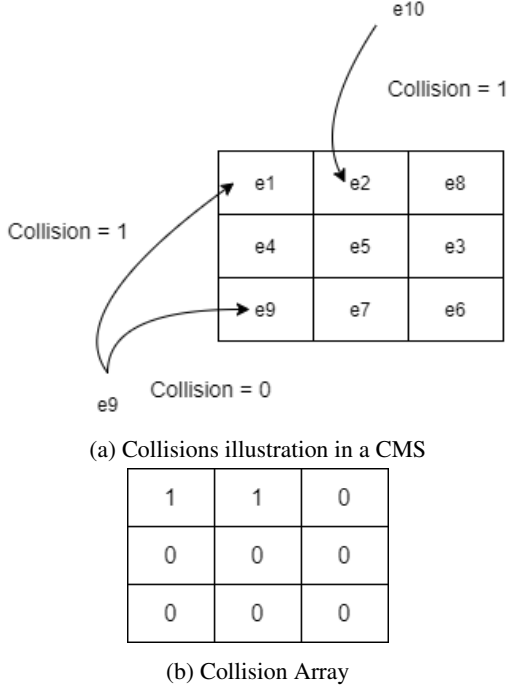 e10
Collision = 1
e1 e2 e8
Collision = 1
e4 e5 e3
e9 e7 e6
e9
Collision = 0
(a) Collisions illustration in a CMS
1 1 0
0 0 0
0 0 0
(b) Collision Array